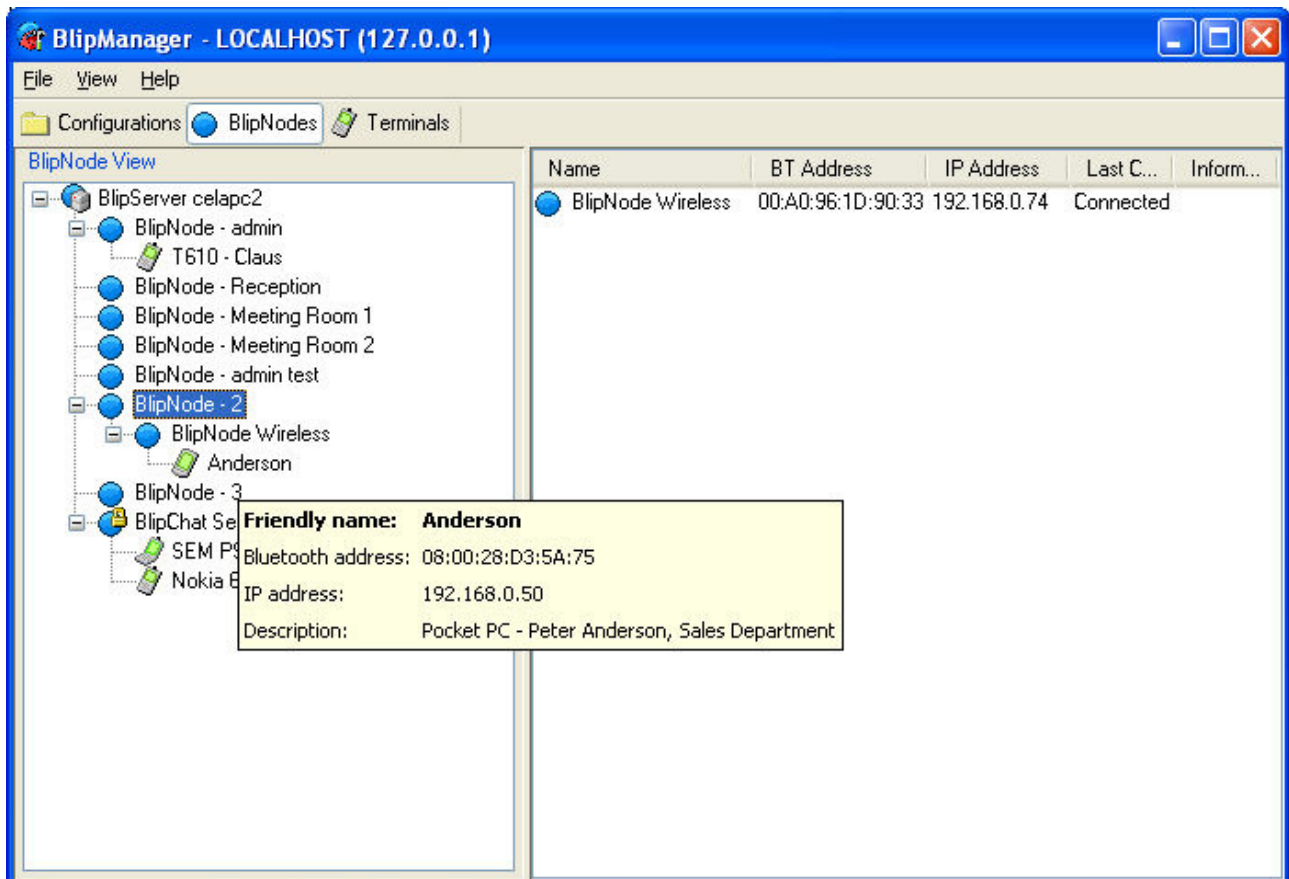 BlipManager - LOCALHOST (127.0.0.1)
File View Help
Configurations BlipNodes Terminals
BlipNode View
BlipServer celapc2
BlipNode - admin
T610 - Claus
BlipNode - Reception
BlipNode - Meeting Room 1
BlipNode - Meeting Room 2
BlipNode - admin test
BlipNode - 2
BlipNode Wireless
Anderson
BlipNode - 3
BlipChat Se
SEM
Nokia
Name BT Address IP Address Last C... Inform...
BlipNode Wireless 00:A0:96:1D:90:33 192.168.0.74 Connected
Friendly name: Anderson
Bluetooth address: 08:00:28:D3:5A:75
IP address: 192.168.0.50
Description: Pocket PC - Peter Anderson, Sales Department